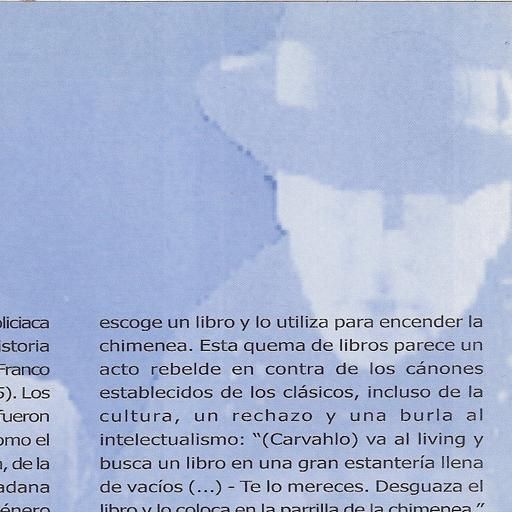 liciaca
istoria
Franco
5). Los
fueron
omo el
, de la
adana
énero
escoge un libro y lo utiliza para encender la
chimenea. Esta quema de libros parece un
acto rebelde en contra de los cánones
establecidos de los clásicos, incluso de la
cultura, un rechazo y una burla al
intelectualismo: “(Carvahlo) va al living y
busca un libro en una gran estantería llena
de vacíos (...) - Te lo mereces. Desguaza el
libro y lo coloca en la parrilla de la chimenea.”